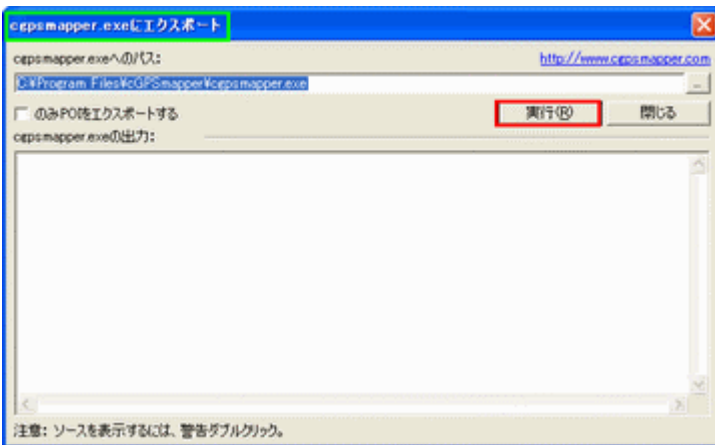 cgpsmapper.exeにエクスポート
cgpsmapper.exeへのパス:
http://www.cgpsmapper.com
C:¥Program Files¥cGPSmapper¥cgpsmapper.exe
...
のみPOIをエクスポートする
実行(R)
閉じる
cgpsmapper.exeの出力:
注意: ソースを表示するには、警告ダブルクリック。